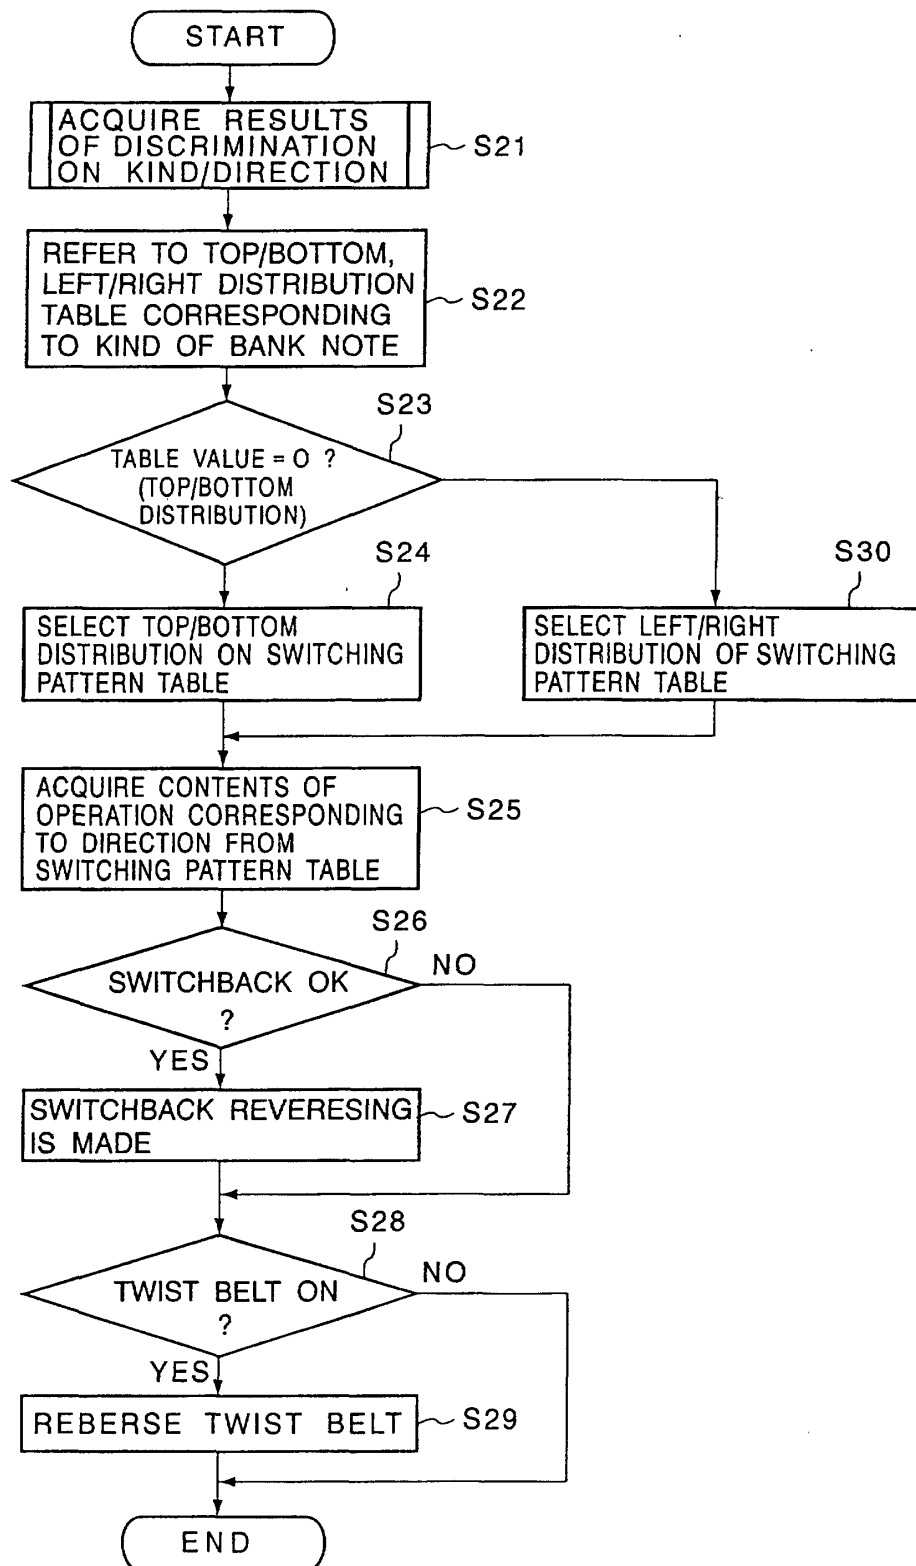 START
ACQUIRE RESULTS
OF DISCRIMINATION
ON KIND/DIRECTION
S21
REFER TO TOP/BOTTOM,
LEFT/RIGHT DISTRIBUTION
TABLE CORRESPONDING
TO KIND OF BANK NOTE
S22
S23
TABLE VALUE = O ?
(TOP/BOTTOM
DISTRIBUTION)
S24
SELECT TOP/BOTTOM
DISTRIBUTION ON SWITCHING
PATTERN TABLE
S30
SELECT LEFT/RIGHT
DISTRIBUTION OF SWITCHING
PATTERN TABLE
ACQUIRE CONTENTS OF
OPERATION CORRESPONDING
TO DIRECTION FROM
SWITCHING PATTERN TABLE
S25
S26
SWITCHBACK OK
?
NO
YES
SWITCHBACK REVERESING
IS MADE
S27
S28
TWIST BELT ON
?
NO
YES
REBERSE TWIST BELT
S29
END